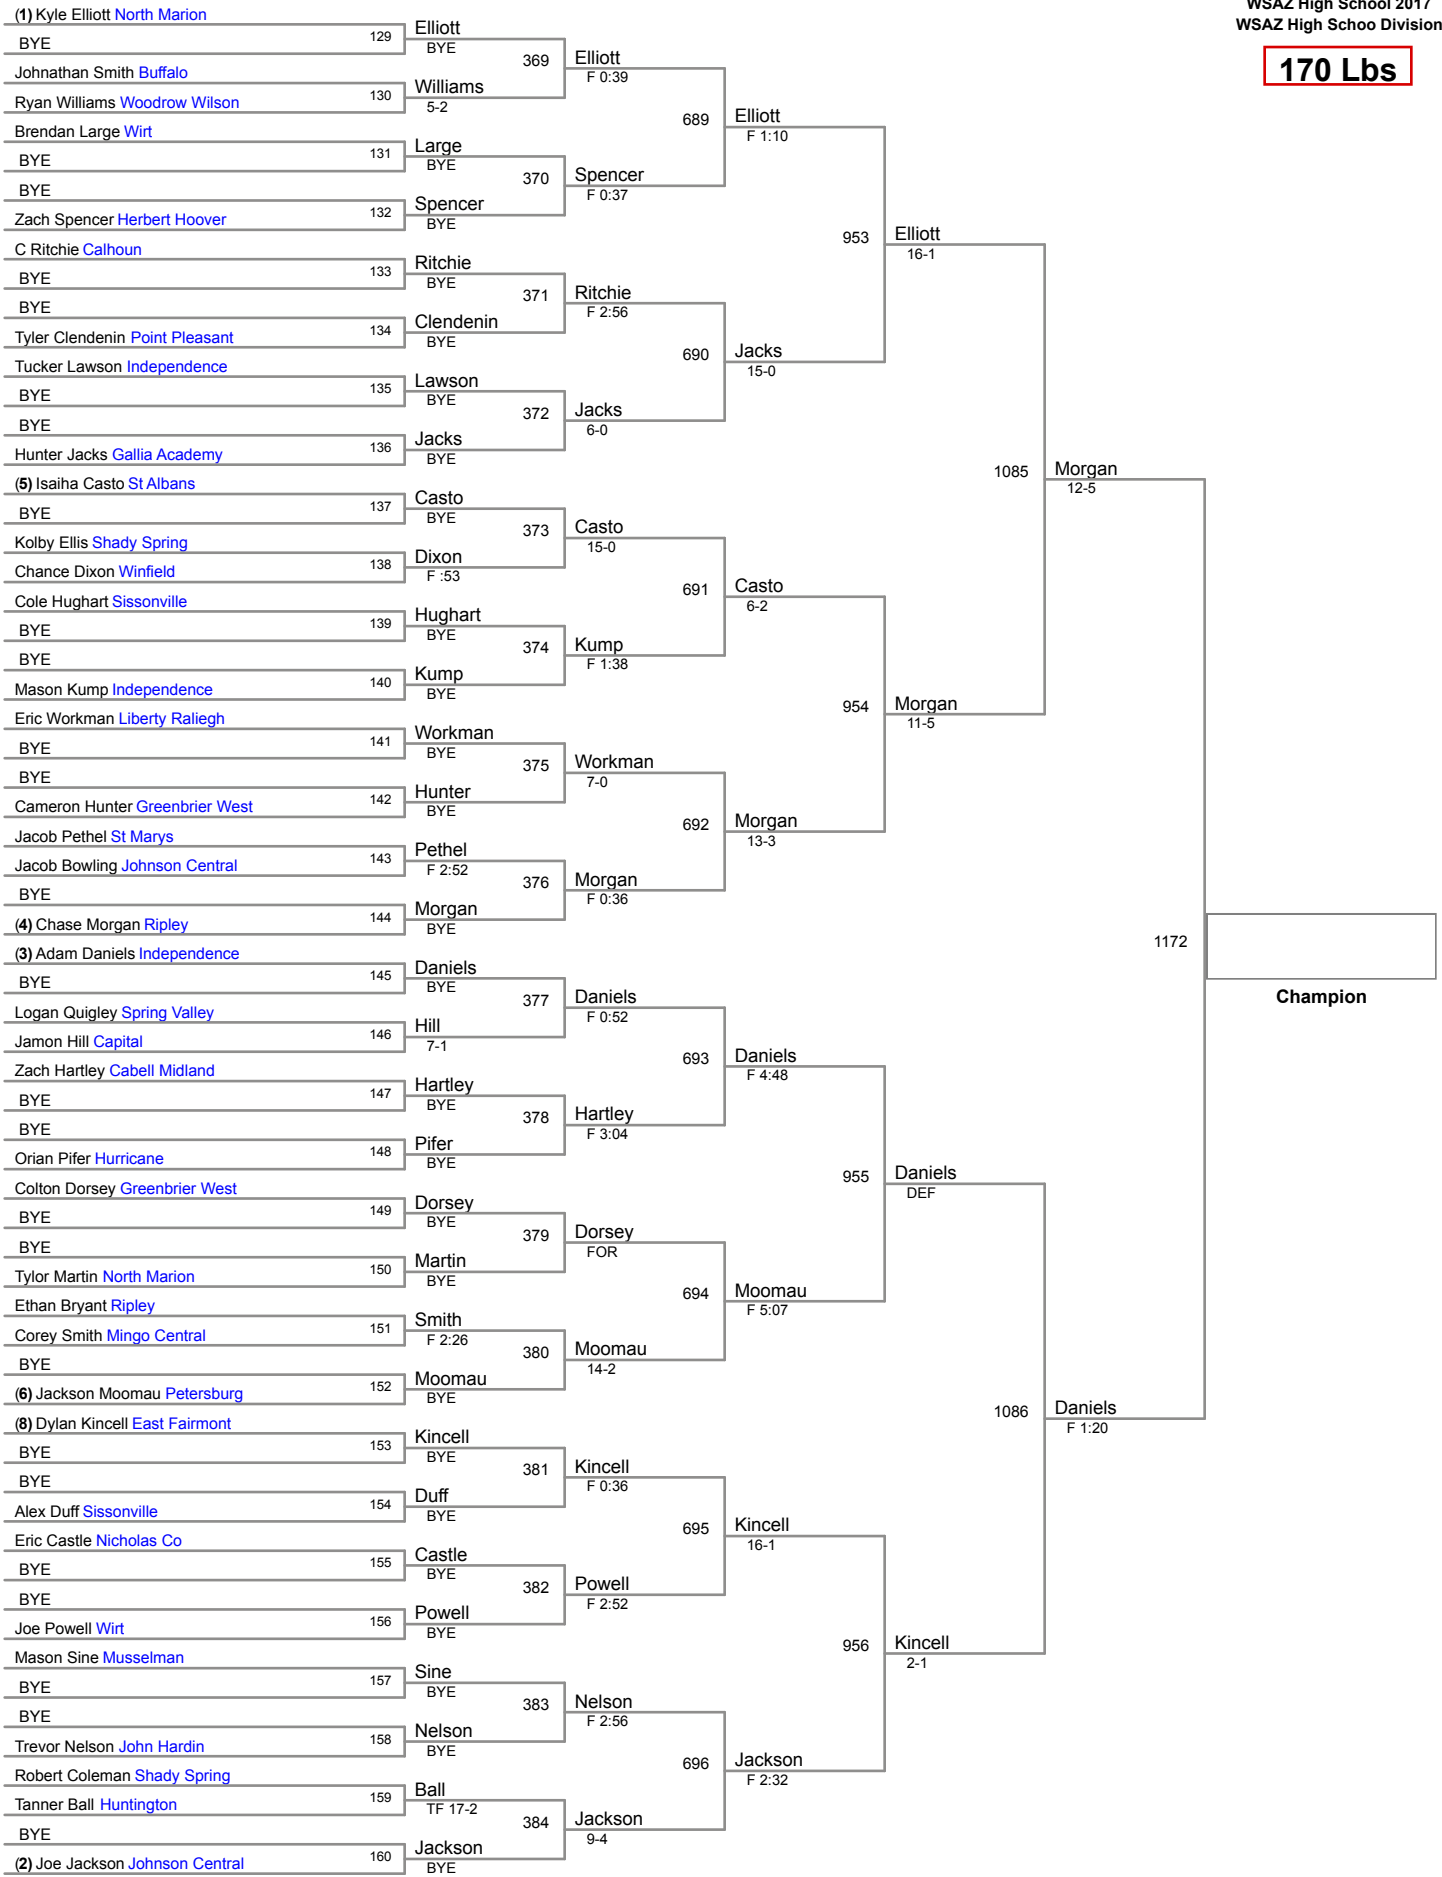 WSAZ High School 2017
WSAZ High Schoo Division
170 Lbs
(1) Kyle Elliott North Marion
BYE
Johnathan Smith Buffalo
Ryan Williams Woodrow Wilson
Brendan Large Wirt
BYE
BYE
Zach Spencer Herbert Hoover
C Ritchie Calhoun
BYE
BYE
Tyler Clendenin Point Pleasant
Tucker Lawson Independence
BYE
BYE
Hunter Jacks Gallia Academy
(5) Isaiha Casto St Albans
BYE
Kolby Ellis Shady Spring
Chance Dixon Winfield
Cole Hughart Sissonville
BYE
BYE
Mason Kump Independence
Eric Workman Liberty Raliegh
BYE
BYE
Cameron Hunter Greenbrier West
Jacob Pethel St Marys
Jacob Bowling Johnson Central
BYE
(4) Chase Morgan Ripley
(3) Adam Daniels Independence
BYE
Logan Quigley Spring Valley
Jamon Hill Capital
Zach Hartley Cabell Midland
BYE
BYE
Orian Pifer Hurricane
Colton Dorsey Greenbrier West
BYE
BYE
Tylor Martin North Marion
Ethan Bryant Ripley
Corey Smith Mingo Central
BYE
(6) Jackson Moomau Petersburg
(8) Dylan Kincell East Fairmont
BYE
BYE
Alex Duff Sissonville
Eric Castle Nicholas Co
BYE
BYE
Joe Powell Wirt
Mason Sine Musselman
BYE
BYE
Trevor Nelson John Hardin
Robert Coleman Shady Spring
Tanner Ball Huntington
BYE
(2) Joe Jackson Johnson Central
129
130
131
132
133
134
135
136
137
138
139
140
141
142
143
144
145
146
147
148
149
150
151
152
153
154
155
156
157
158
159
160
Elliott
BYE
Williams
5-2
Large
BYE
Spencer
BYE
Ritchie
BYE
Clendenin
BYE
Lawson
BYE
Jacks
BYE
Casto
BYE
Dixon
F :53
Hughart
BYE
Kump
BYE
Workman
BYE
Hunter
BYE
Pethel
F 2:52
Morgan
BYE
Daniels
BYE
Hill
7-1
Hartley
BYE
Pifer
BYE
Dorsey
BYE
Martin
BYE
Smith
F 2:26
Moomau
BYE
Kincell
BYE
Duff
BYE
Castle
BYE
Powell
BYE
Sine
BYE
Nelson
BYE
Ball
TF 17-2
Jackson
BYE
369
370
371
372
373
374
375
376
377
378
379
380
381
382
383
384
Elliott
F 0:39
Spencer
F 0:37
Ritchie
F 2:56
Jacks
6-0
Casto
15-0
Kump
F 1:38
Workman
7-0
Morgan
F 0:36
Daniels
F 0:52
Hartley
F 3:04
Dorsey
FOR
Moomau
14-2
Kincell
F 0:36
Powell
F 2:52
Nelson
F 2:56
Jackson
9-4
689
690
691
692
693
694
695
696
Elliott
F 1:10
Jacks
15-0
Casto
6-2
Morgan
13-3
Daniels
F 4:48
Moomau
F 5:07
Kincell
16-1
Jackson
F 2:32
953
954
955
956
Elliott
16-1
Morgan
11-5
Daniels
DEF
Kincell
2-1
1085
1086
Morgan
12-5
Daniels
F 1:20
1172
Champion